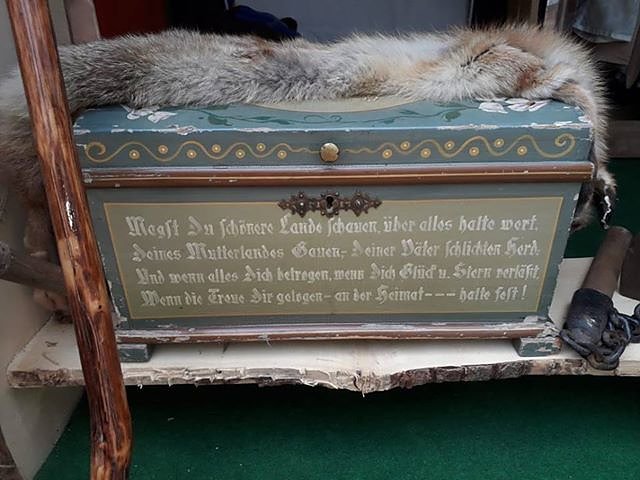 Magst Du schönere Lande schauen, über alles halte wert,
Deines Mutterlandes Gauen,- Deiner Väter schlichten Herd,
Und wenn alles Dich betrogen, wenn Dich Glück u. Stern verläßt,
Wenn die Treue Dir gelogen- an der Heimat--- halte fest!